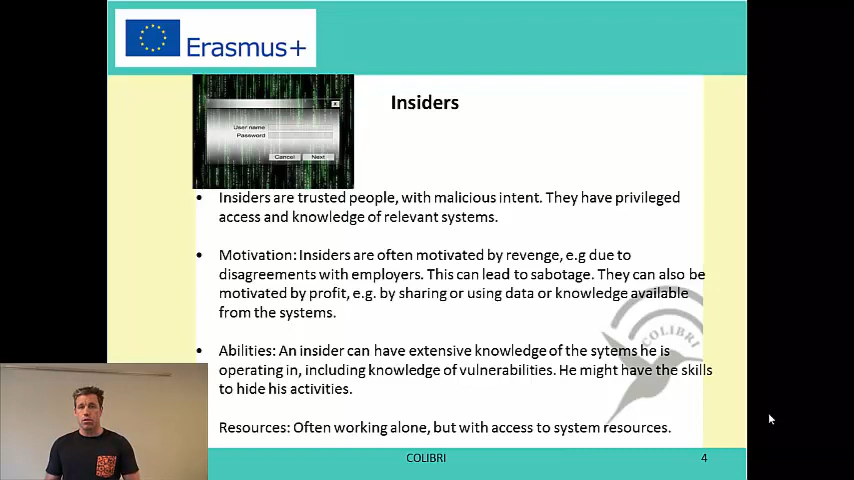 Erasmus+
User name
Password
Cancel Next
Insiders
• Insiders are trusted people, with malicious intent. They have privileged
access and knowledge of relevant systems.
• Motivation: Insiders are often motivated by revenge, e.g due to
disagreements with employers. This can lead to sabotage. They can also be
motivated by profit, e.g. by sharing or using data or knowledge available
from the systems.
• Abilities: An insider can have extensive knowledge of the sytems he is
operating in, including knowledge of vulnerabilities. He might have the skills
to hide his activities.
Resources: Often working alone, but with access to system resources.
COLIBRI
COLIBRI
4